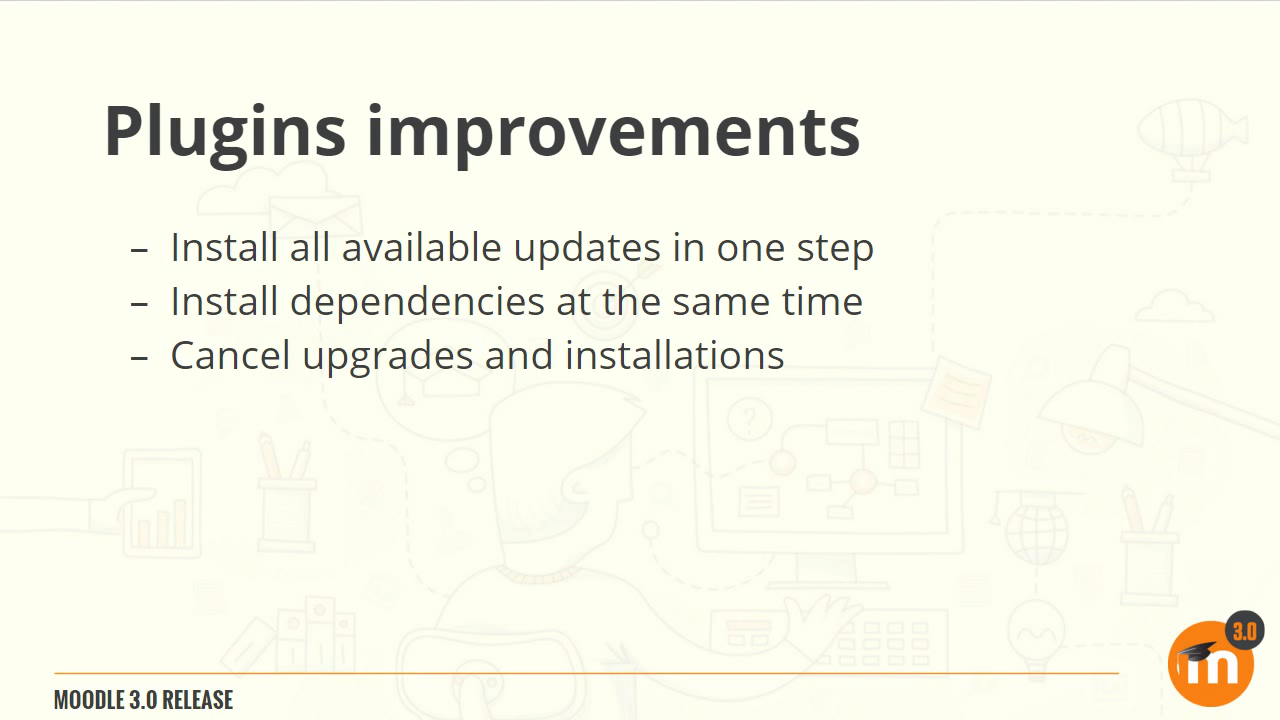 Plugins improvements
– Install all available updates in one step
– Install dependencies at the same time
– Cancel upgrades and installations
?
MOODLE 3.0 RELEASE
3.0
m